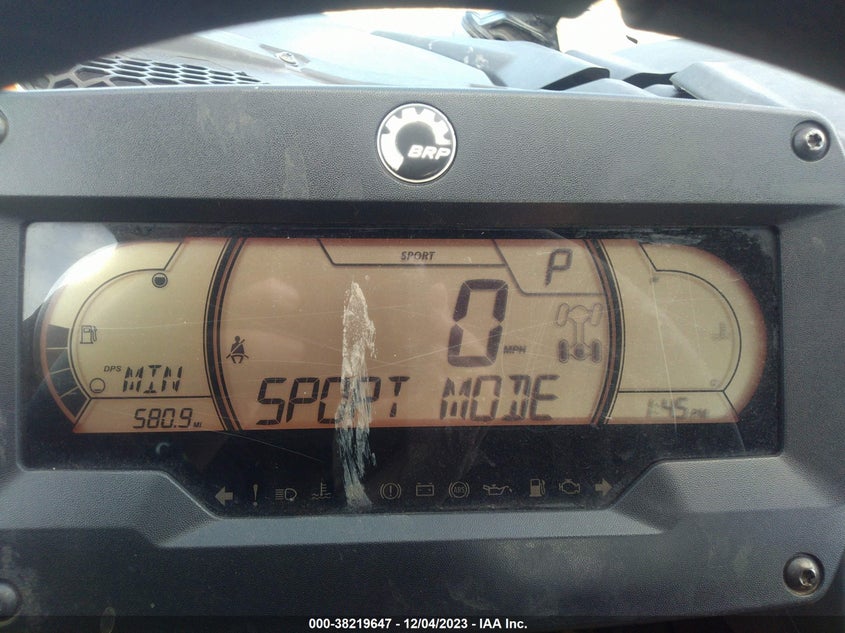 BRP
SPORT
P
0 MPH
DPS MIN
SPORT MODE
580.9 MI
1:45 PM
ABS
000-38219647 - 12/04/2023 - IAA Inc.